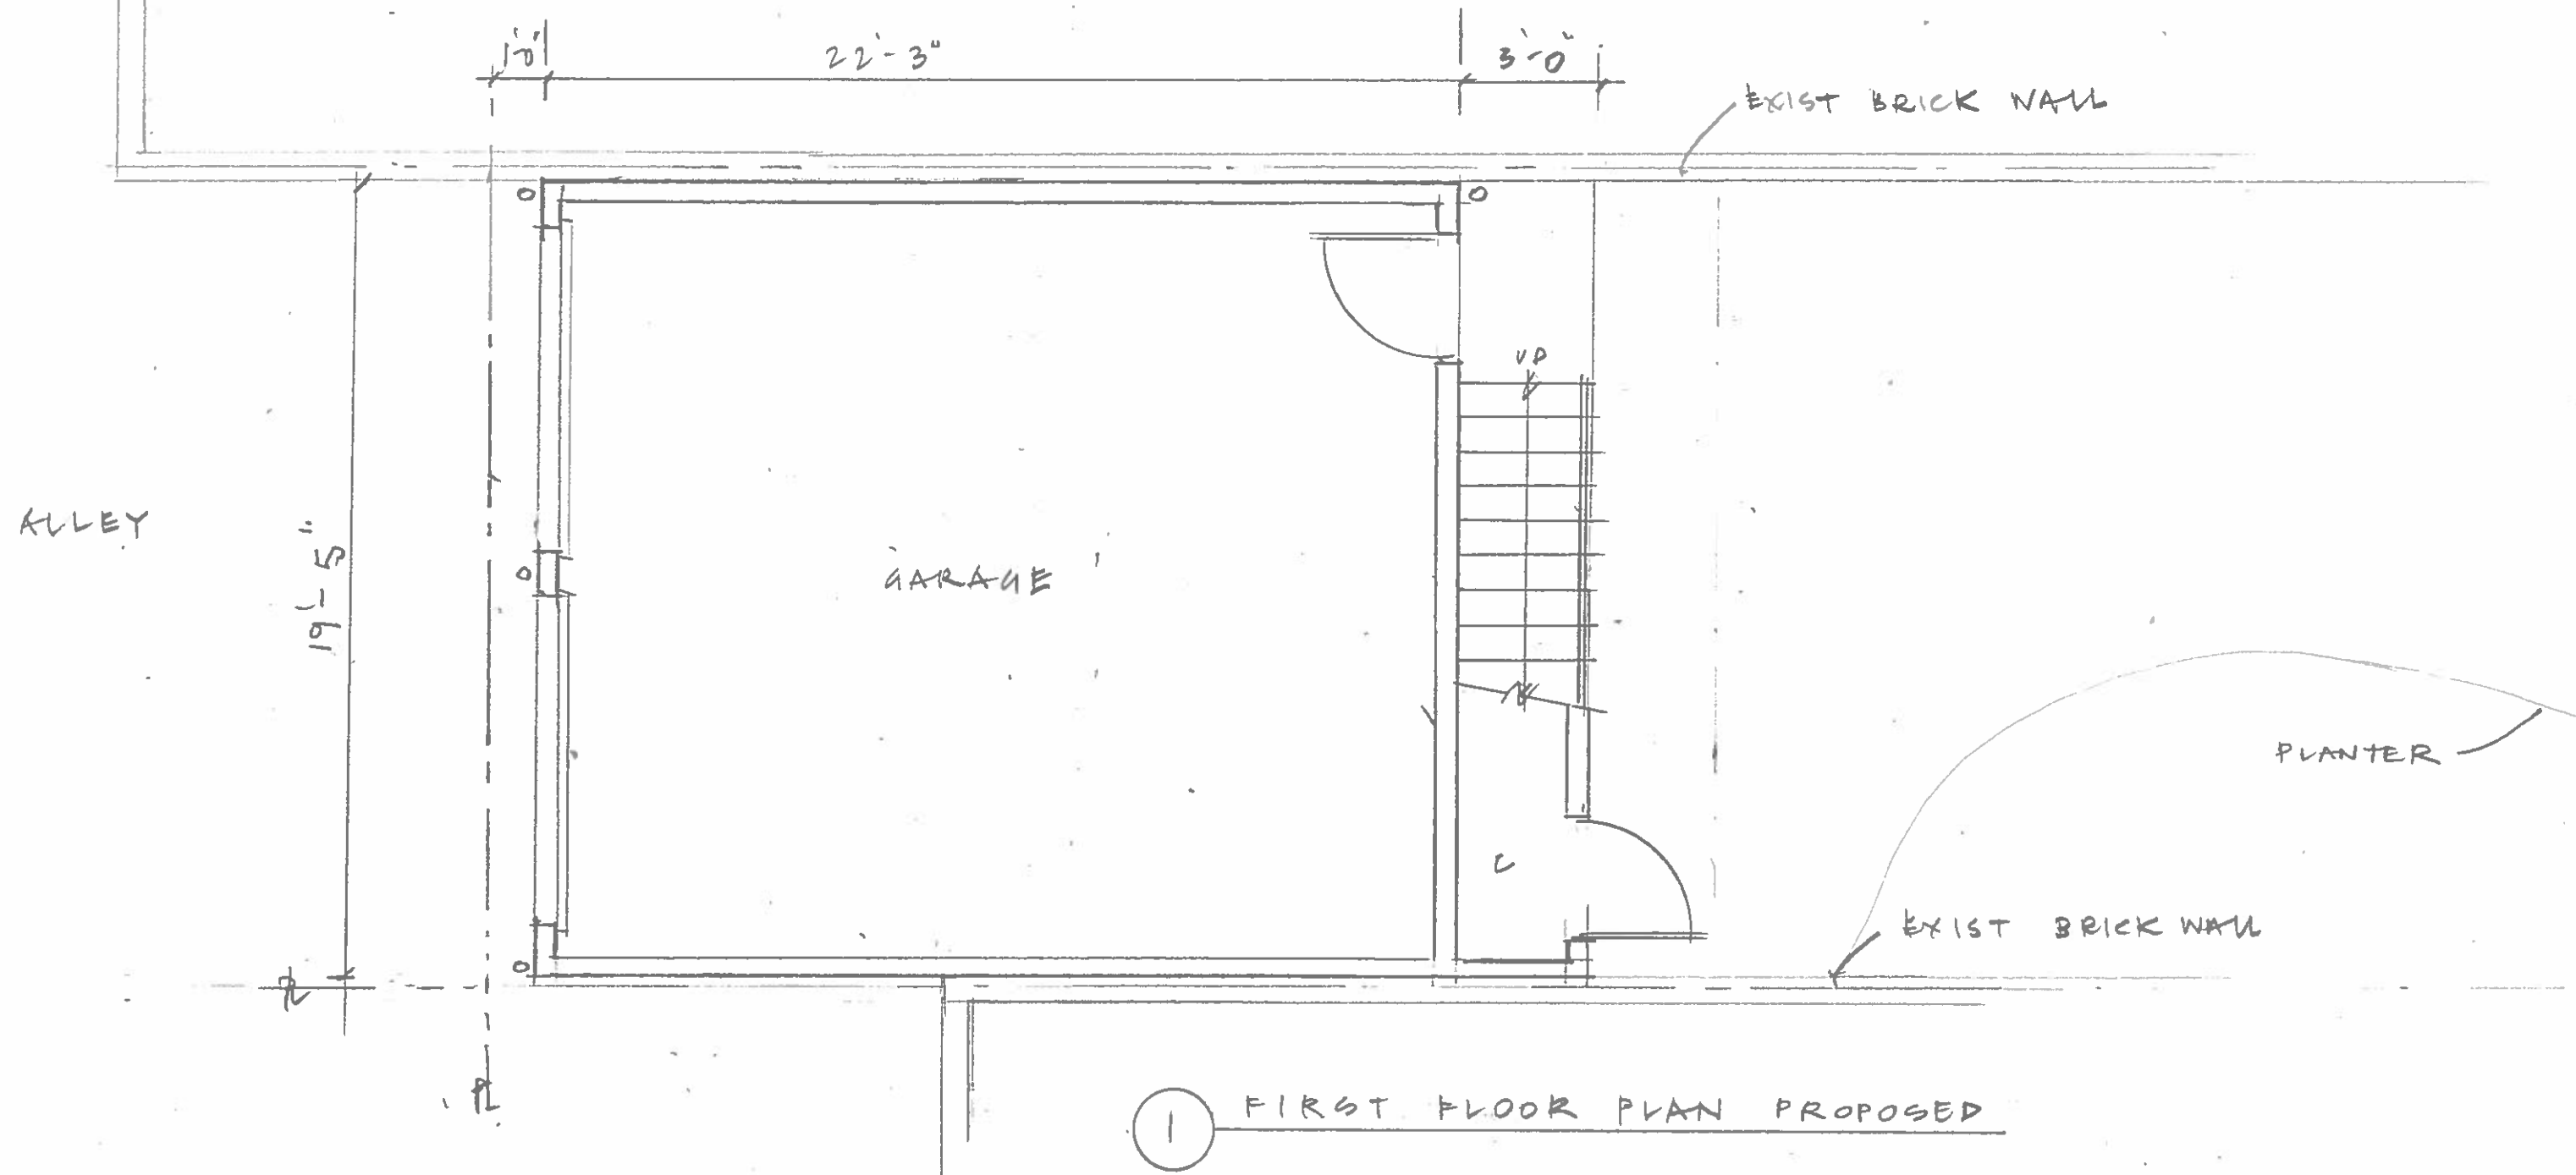 1'-0"
22'-3"
3'-0"
EXIST BRICK WALL
UP
ALLEY
19'-5"
GARAGE
PLANTER
C
EXIST BRICK WALL
PL
PL
1 FIRST FLOOR PLAN PROPOSED